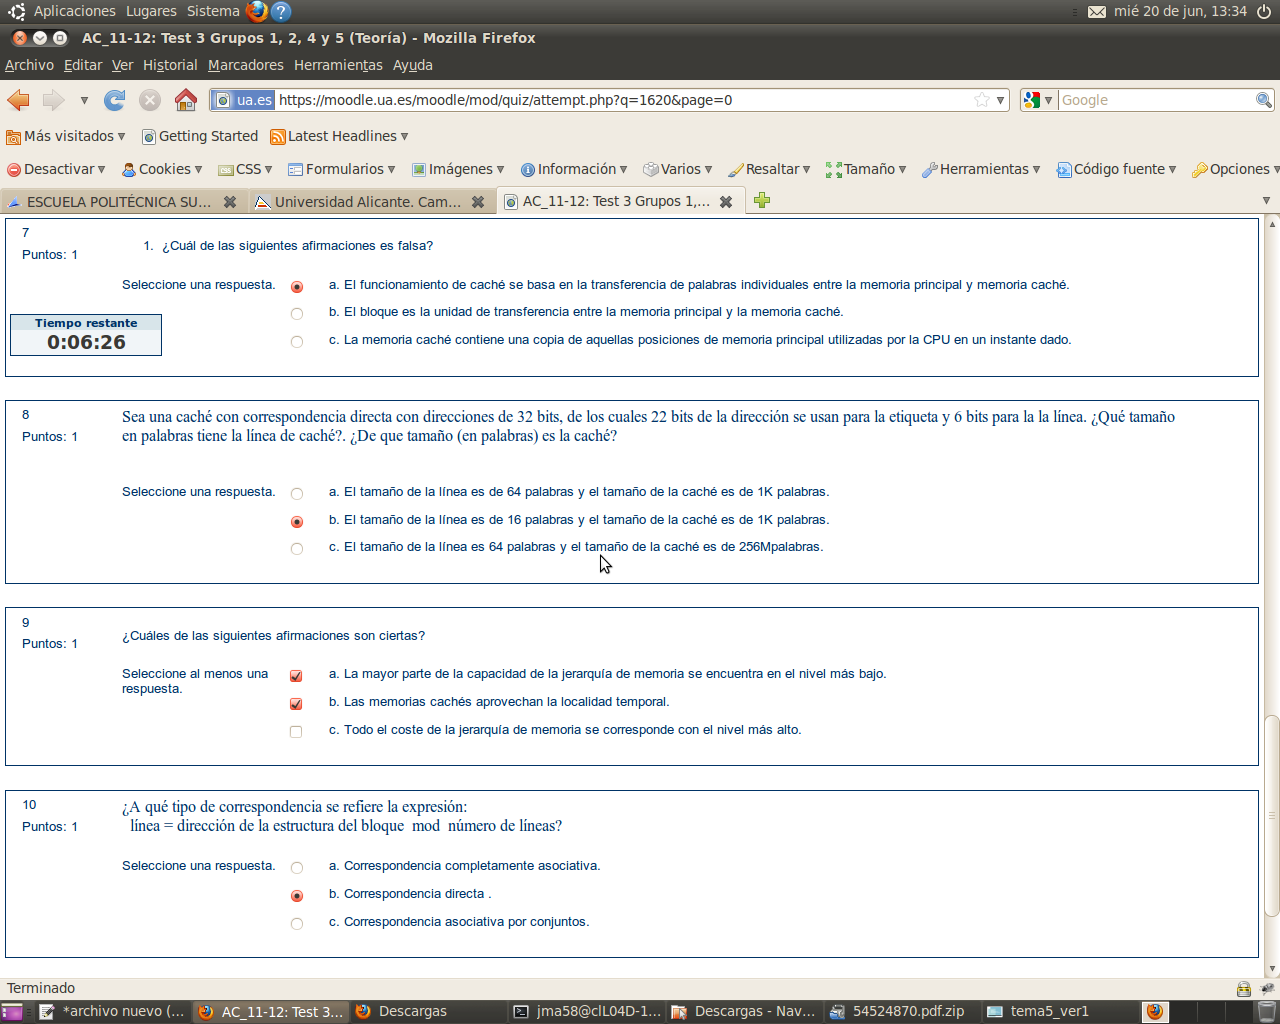 Aplicaciones Lugares Sistema mié 20 de jun, 13:34
AC_11-12: Test 3 Grupos 1, 2, 4 y 5 (Teoría) - Mozilla Firefox
Archivo Editar Ver Historial Marcadores Herramientas Ayuda
ua.es https://moodle.ua.es/moodle/mod/quiz/attempt.php?q=1620&page=0 Google
Más visitados Getting Started Latest Headlines
Desactivar Cookies CSS Formularios Imágenes Información Varios Resaltar Tamaño Herramientas Código fuente Opciones
ESCUELA POLITÉCNICA SU... Universidad Alicante. Cam... AC_11-12: Test 3 Grupos 1,...
7
Puntos: 1
1. ¿Cuál de las siguientes afirmaciones es falsa?
Seleccione una respuesta.
a. El funcionamiento de caché se basa en la transferencia de palabras individuales entre la memoria principal y memoria caché.
b. El bloque es la unidad de transferencia entre la memoria principal y la memoria caché.
c. La memoria caché contiene una copia de aquellas posiciones de memoria principal utilizadas por la CPU en un instante dado.
Tiempo restante
0:06:26
8
Puntos: 1
Sea una caché con correspondencia directa con direcciones de 32 bits, de los cuales 22 bits de la dirección se usan para la etiqueta y 6 bits para la la línea. ¿Qué tamaño
en palabras tiene la línea de caché?. ¿De que tamaño (en palabras) es la caché?
Seleccione una respuesta.
a. El tamaño de la línea es de 64 palabras y el tamaño de la caché es de 1K palabras.
b. El tamaño de la línea es de 16 palabras y el tamaño de la caché es de 1K palabras.
c. El tamaño de la línea es 64 palabras y el tamaño de la caché es de 256Mpalabras.
9
Puntos: 1
¿Cuáles de las siguientes afirmaciones son ciertas?
Seleccione al menos una
respuesta.
a. La mayor parte de la capacidad de la jerarquía de memoria se encuentra en el nivel más bajo.
b. Las memorias cachés aprovechan la localidad temporal.
c. Todo el coste de la jerarquía de memoria se corresponde con el nivel más alto.
10
Puntos: 1
¿A qué tipo de correspondencia se refiere la expresión:
línea = dirección de la estructura del bloque mod número de líneas?
Seleccione una respuesta.
a. Correspondencia completamente asociativa.
b. Correspondencia directa .
c. Correspondencia asociativa por conjuntos.
Terminado
*archivo nuevo (... AC_11-12: Test 3... Descargas jma58@clL04D-1... Descargas - Nav... 54524870.pdf.zip tema5_ver1